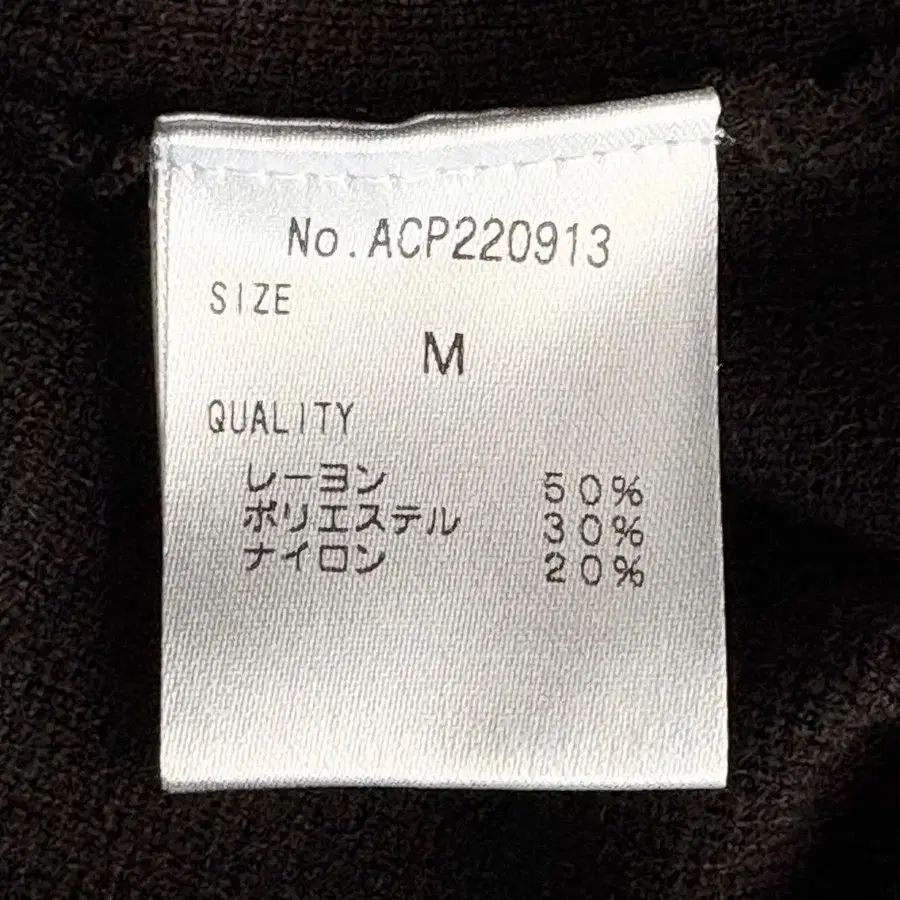 No.ACP220913
SIZE
M
QUALITY
レーヨン 50%
ポリエステル 30%
ナイロン 20%